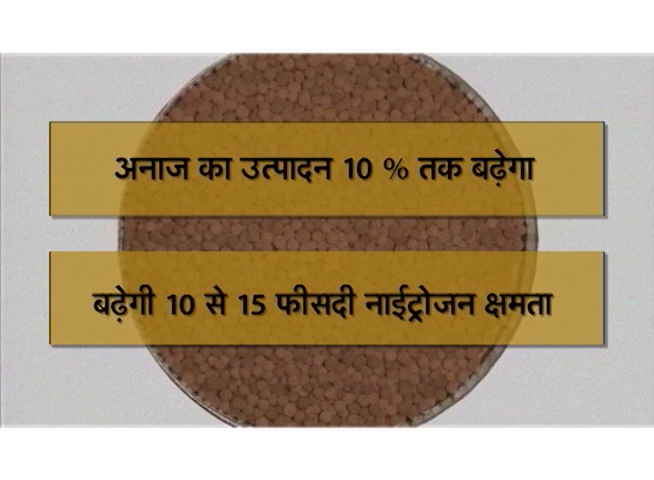 अनाज का उत्पादन 10 % तक बढ़ेगा
बढ़ेगी 10 से 15 फीसदी नाईट्रोजन क्षमता